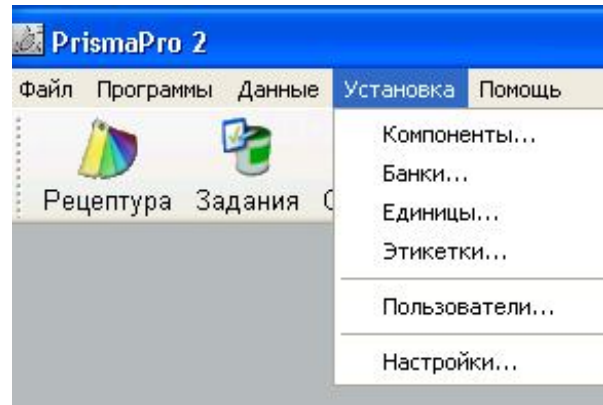 PrismaPro 2
Файл Программы Данные Установка Помощь
Рецептура Задания
Компоненты...
Банки...
Единицы...
Этикетки...
Пользователи...
Настройки...